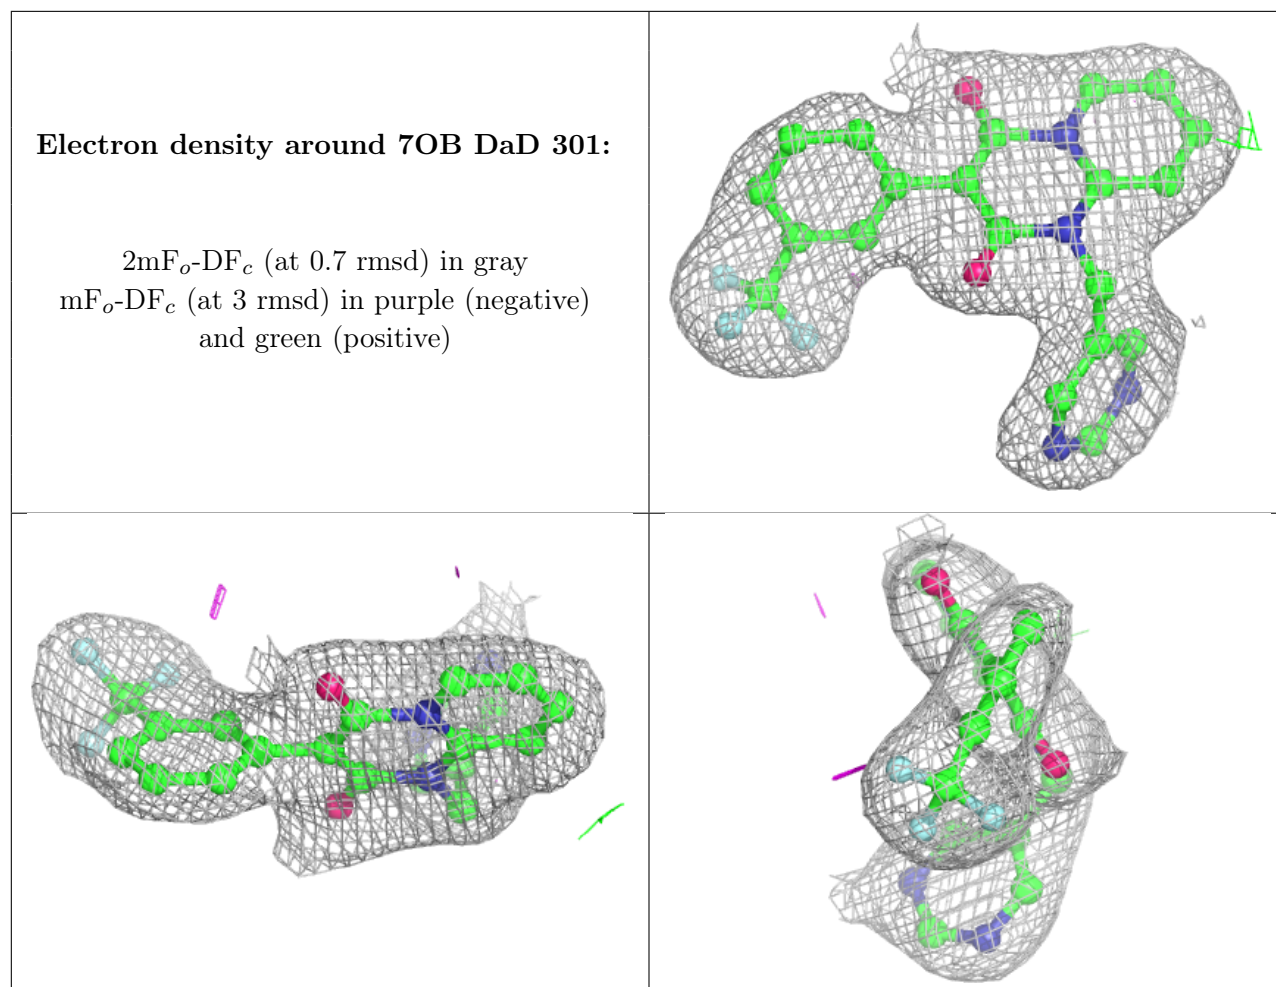 Electron density around 7OB DaD 301:
2mFo-DFc (at 0.7 rmsd) in gray
mFo-DFc (at 3 rmsd) in purple (negative)
and green (positive)